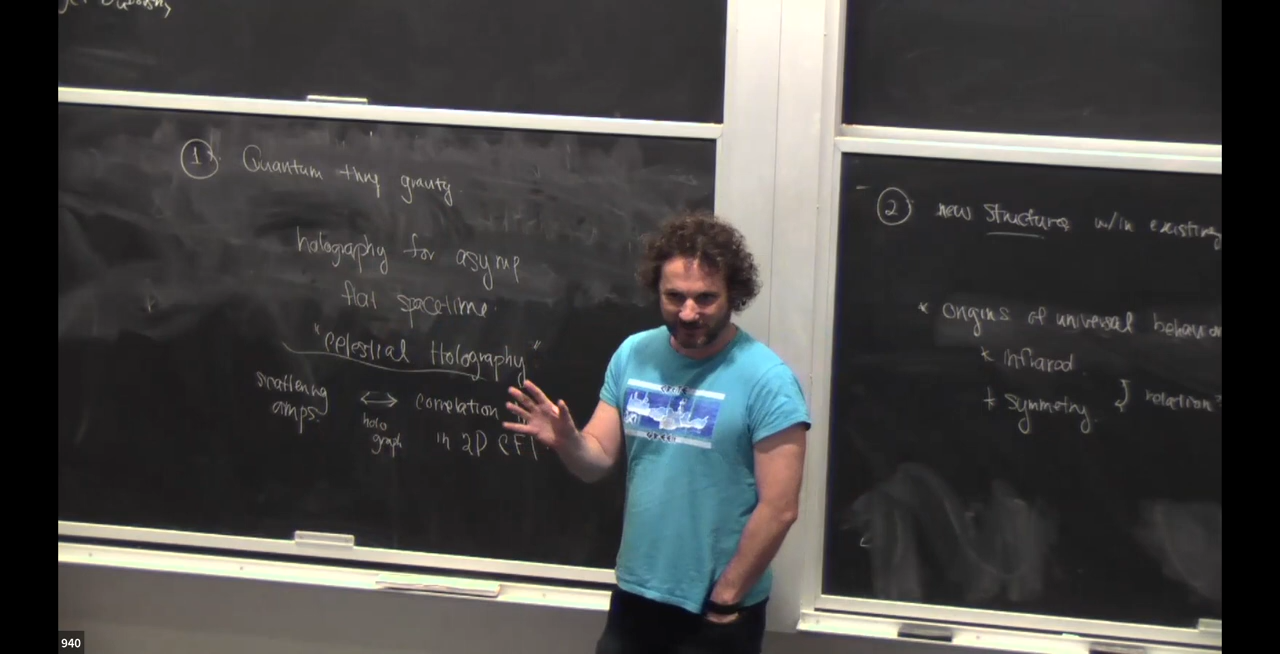 ①. Quantum thry gravity.
holography for asymp
flat spacetime.
"Celestial Holography"
scattering
amps.
↔
holo
graph
correlation
in 2D CFT
② new structures w/in existing
* origins of universal behavior
* infrared.
* symmetry. } relation?
940